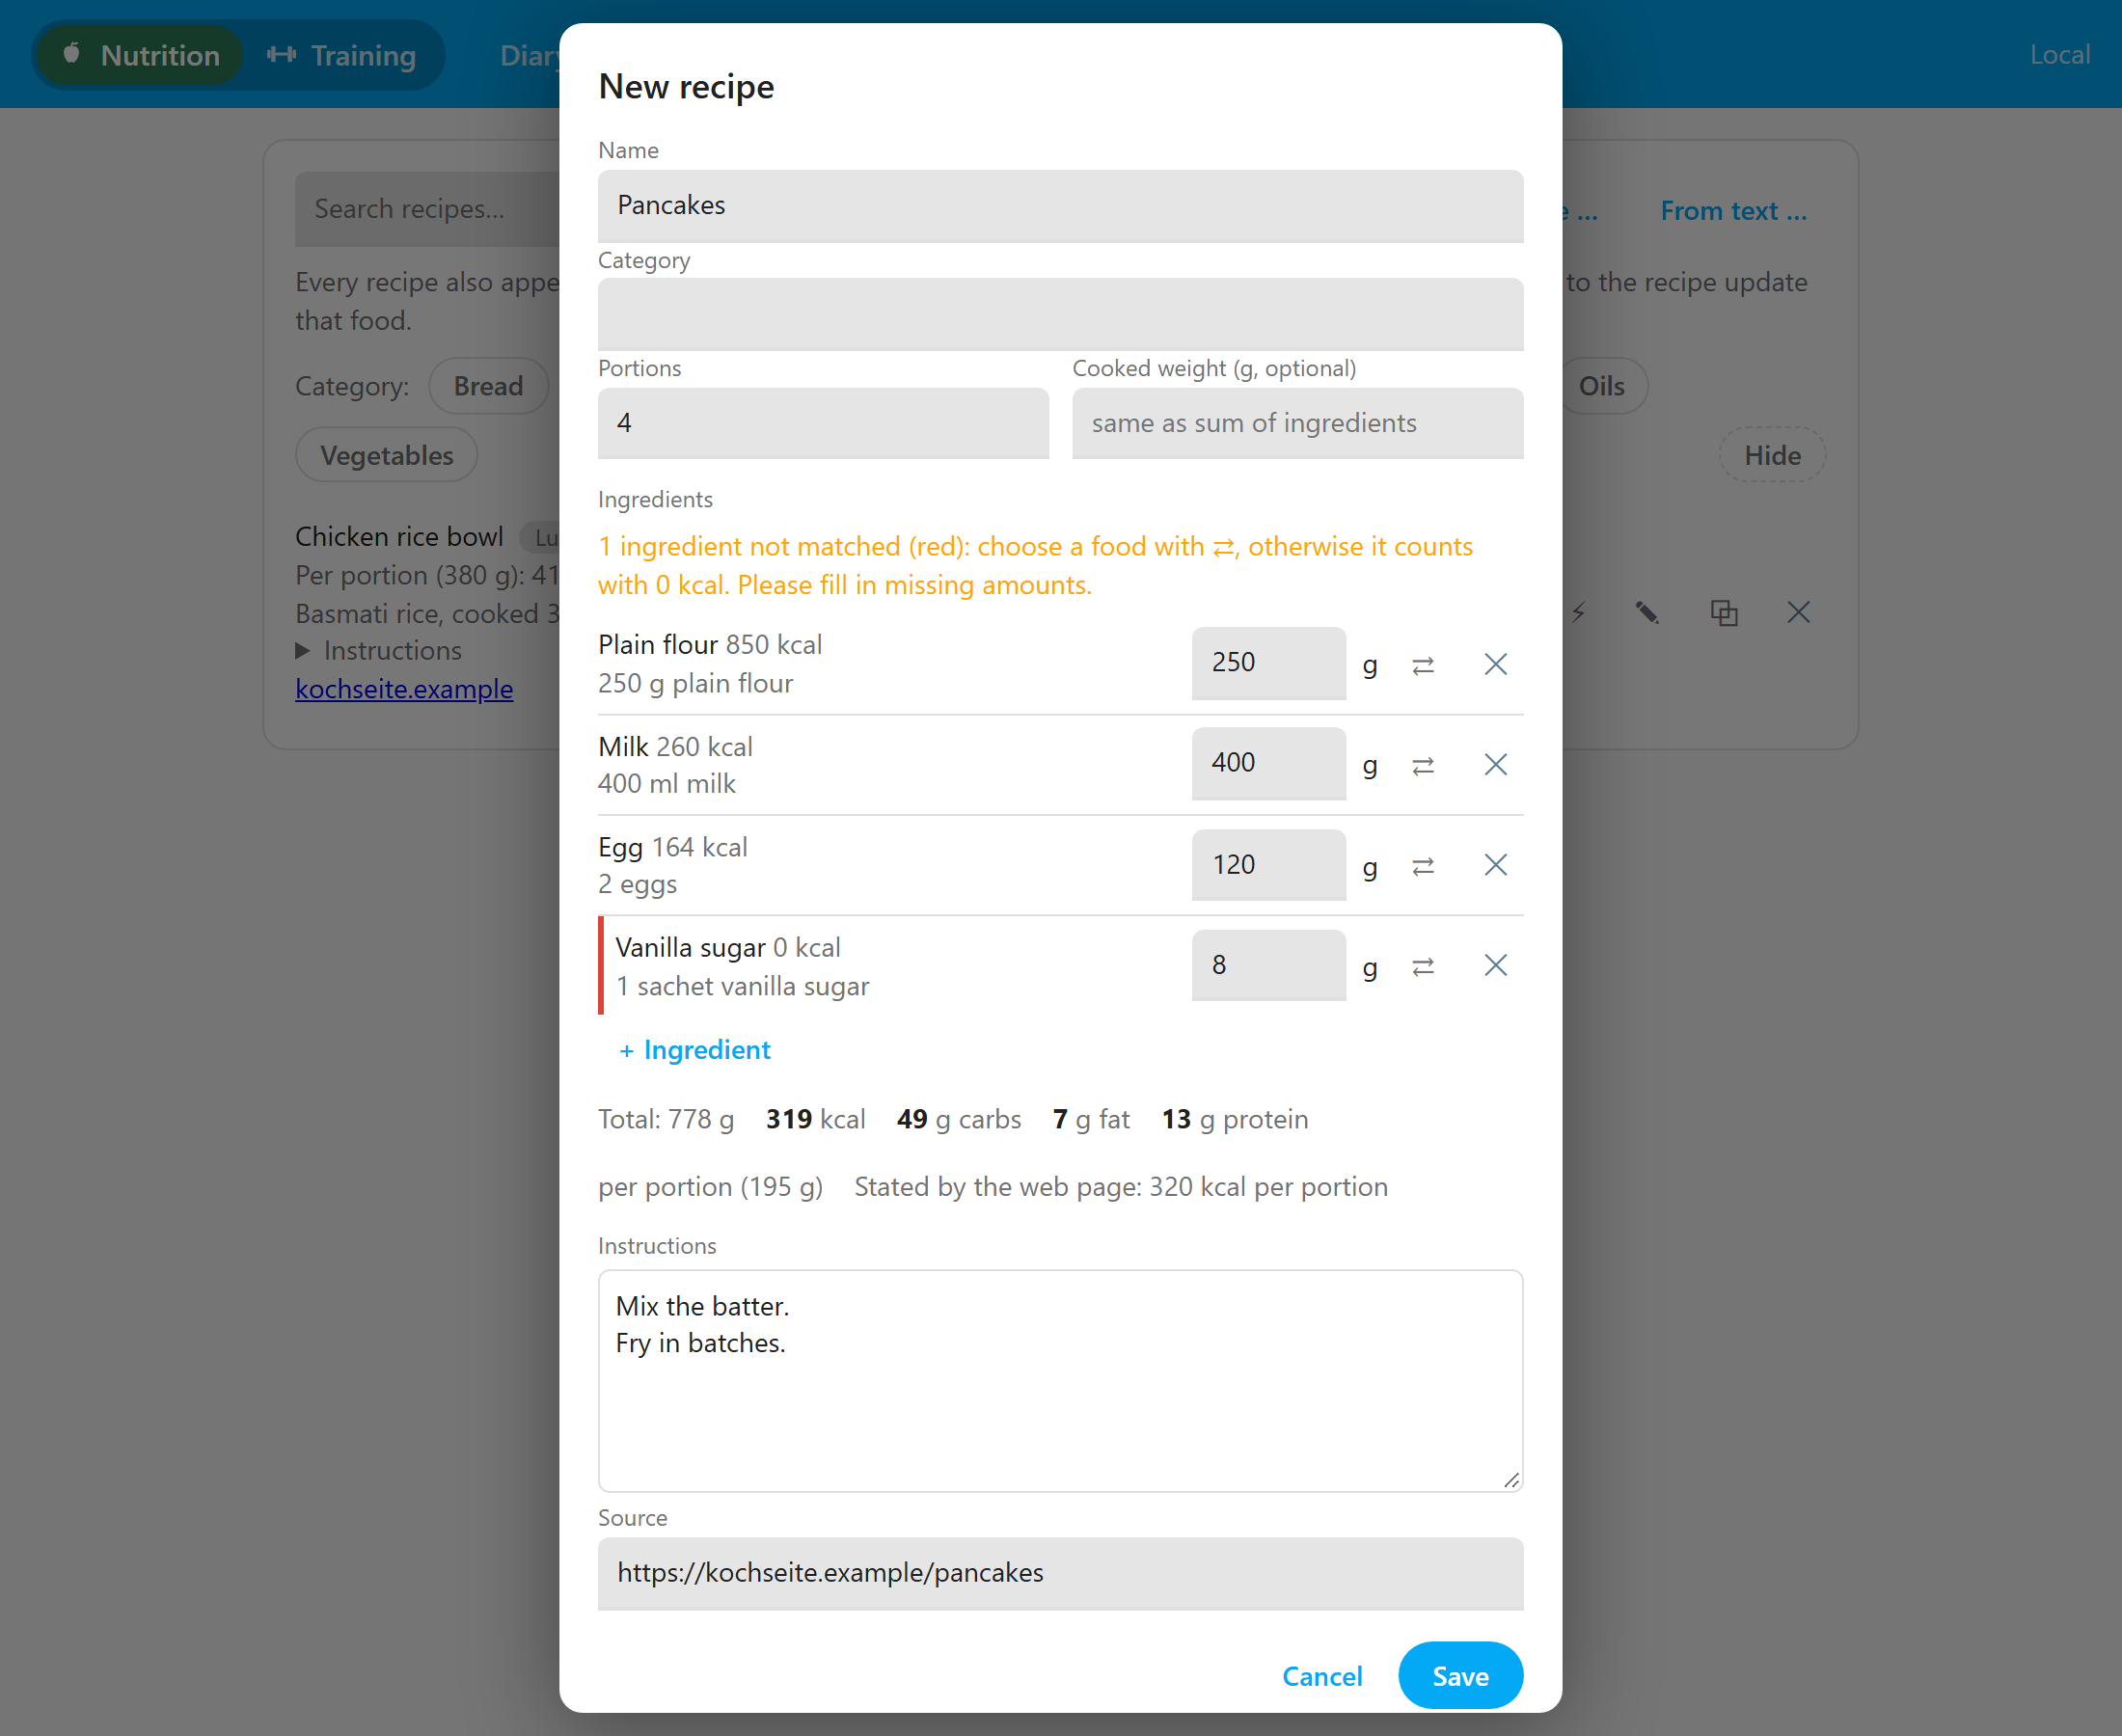 Nutrition
Training
Diary
Local
New recipe
Name
Pancakes
Category
Portions
4
Cooked weight (g, optional)
same as sum of ingredients
Ingredients
1 ingredient not matched (red): choose a food with ⇄, otherwise it counts
with 0 kcal. Please fill in missing amounts.
Plain flour 850 kcal
250 g plain flour
250 g
Milk 260 kcal
400 ml milk
400 g
Egg 164 kcal
2 eggs
120 g
Vanilla sugar 0 kcal
1 sachet vanilla sugar
8 g
+ Ingredient
Total: 778 g 319 kcal 49 g carbs 7 g fat 13 g protein
per portion (195 g) Stated by the web page: 320 kcal per portion
Instructions
Mix the batter.
Fry in batches.
Source
https://kochseite.example/pancakes
Cancel
Save
Search recipes...
From text ...
Every recipe also
to the recipe update
that food.
Category:
Bread
Oils
Vegetables
Hide
Chicken rice bowl
Per portion (380 g):
Basmati rice, cooked
Instructions
kochseite.example